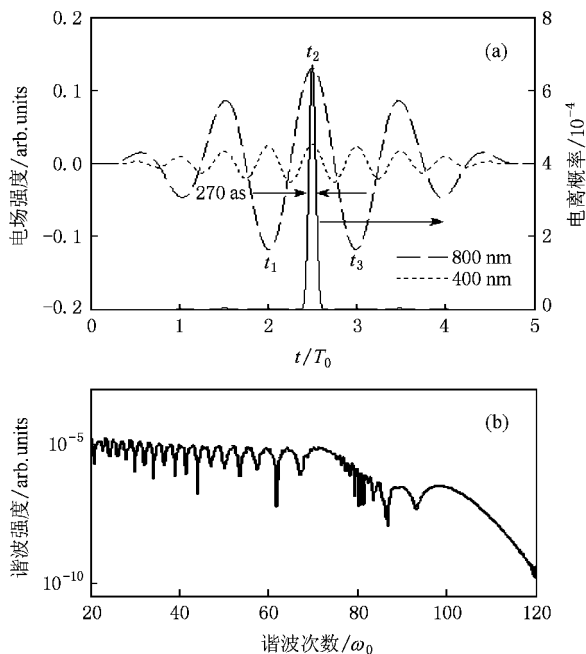 0.2
0.1
0.0
−0.1
−0.2
电场强度/arb.units
8
6
4
2
0
电离概率/10⁻⁴
(a)
t₂
270 as
t₁
t₃
800 nm
400 nm
0 1 2 3 4 5
t/T₀
(b)
10⁻⁵
10⁻¹⁰
谐波强度/arb.units
20 40 60 80 100 120
谐波次数/ω₀